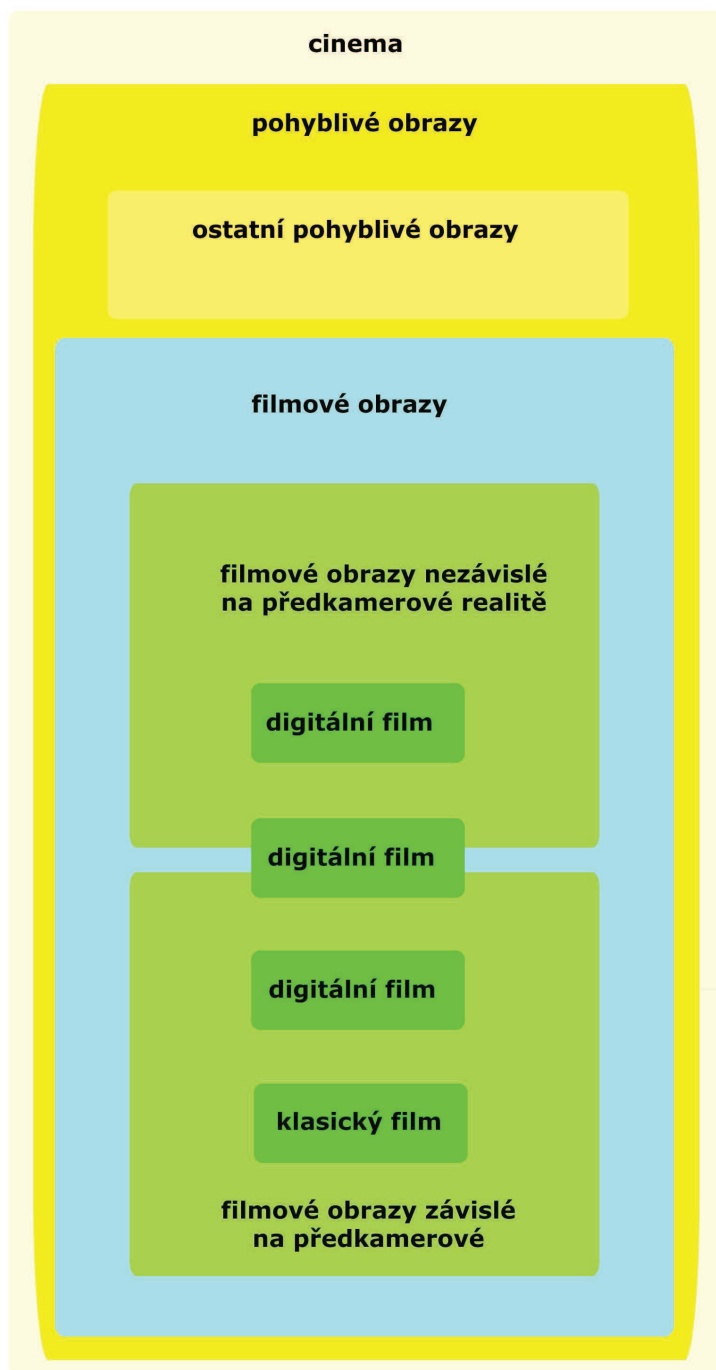 cinema
pohyblivé obrazy
ostatní pohyblivé obrazy
filmové obrazy
filmové obrazy nezávislé
na předkamerové realitě
digitální film
digitální film
digitální film
klasický film
filmové obrazy závislé
na předkamerové